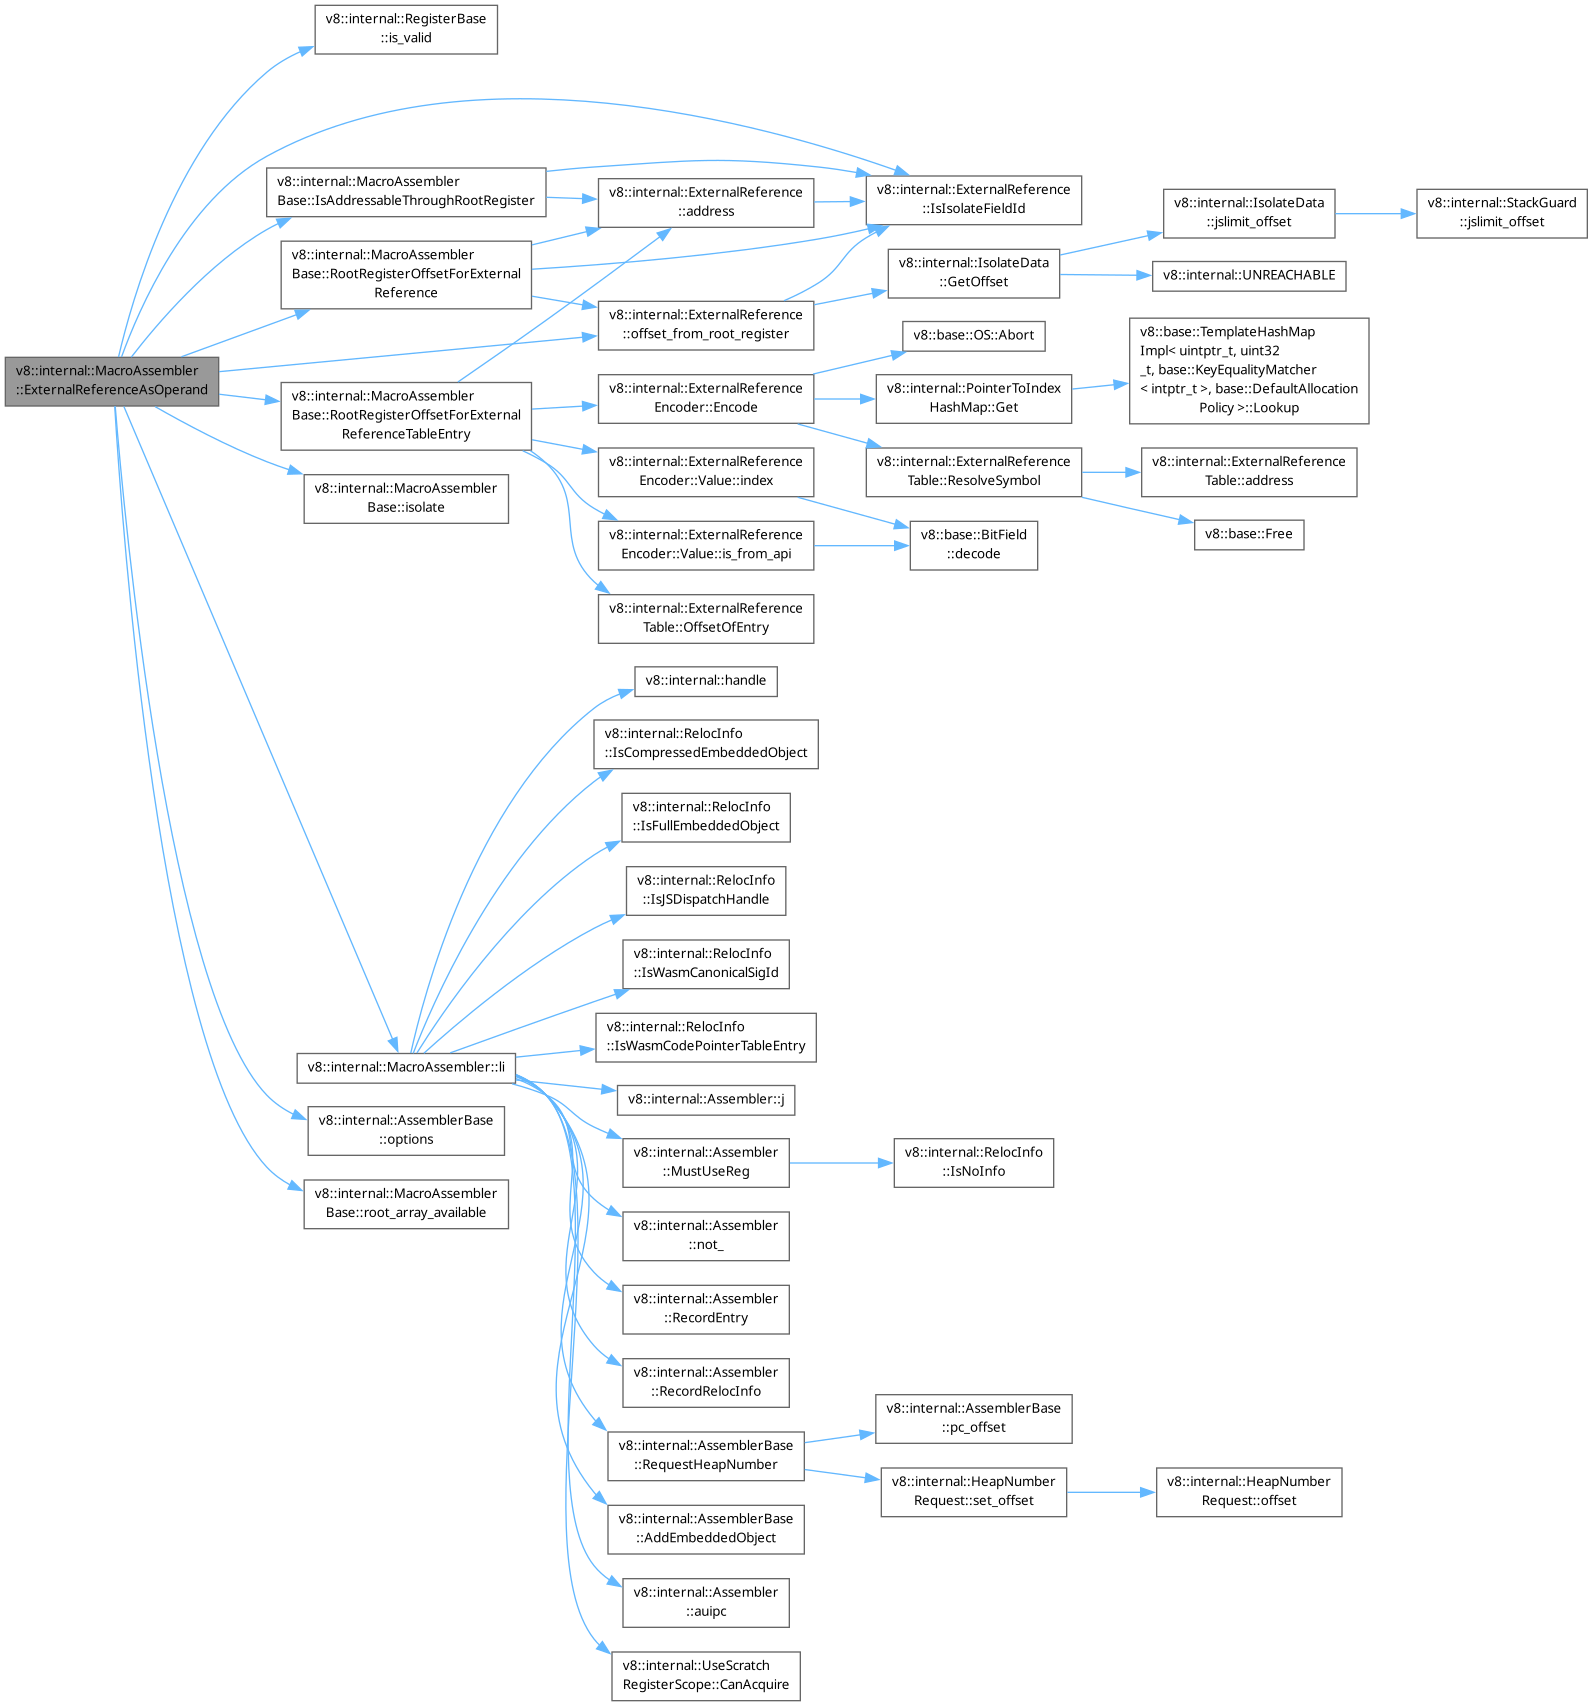 v8::internal::RegisterBase
::is_valid
v8::internal::MacroAssembler
Base::IsAddressableThroughRootRegister
v8::internal::ExternalReference
::address
v8::internal::ExternalReference
::IsIsolateFieldId
v8::internal::IsolateData
::jslimit_offset
v8::internal::StackGuard
::jslimit_offset
v8::internal::MacroAssembler
Base::RootRegisterOffsetForExternal
Reference
v8::internal::IsolateData
::GetOffset
v8::internal::UNREACHABLE
v8::internal::ExternalReference
::offset_from_root_register
v8::base::OS::Abort
v8::base::TemplateHashMap
Impl< uintptr_t, uint32
_t, base::KeyEqualityMatcher
< intptr_t >, base::DefaultAllocation
Policy >::Lookup
v8::internal::MacroAssembler
::ExternalReferenceAsOperand
v8::internal::MacroAssembler
Base::RootRegisterOffsetForExternal
ReferenceTableEntry
v8::internal::ExternalReference
Encoder::Encode
v8::internal::PointerToIndex
HashMap::Get
v8::internal::ExternalReference
Encoder::Value::index
v8::internal::ExternalReference
Table::ResolveSymbol
v8::internal::ExternalReference
Table::address
v8::internal::MacroAssembler
Base::isolate
v8::internal::ExternalReference
Encoder::Value::is_from_api
v8::base::BitField
::decode
v8::base::Free
v8::internal::ExternalReference
Table::OffsetOfEntry
v8::internal::handle
v8::internal::RelocInfo
::IsCompressedEmbeddedObject
v8::internal::RelocInfo
::IsFullEmbeddedObject
v8::internal::RelocInfo
::IsJSDispatchHandle
v8::internal::RelocInfo
::IsWasmCanonicalSigId
v8::internal::RelocInfo
::IsWasmCodePointerTableEntry
v8::internal::MacroAssembler::li
v8::internal::Assembler::j
v8::internal::AssemblerBase
::options
v8::internal::Assembler
::MustUseReg
v8::internal::RelocInfo
::IsNoInfo
v8::internal::MacroAssembler
Base::root_array_available
v8::internal::Assembler
::not_
v8::internal::Assembler
::RecordEntry
v8::internal::Assembler
::RecordRelocInfo
v8::internal::AssemblerBase
::pc_offset
v8::internal::AssemblerBase
::RequestHeapNumber
v8::internal::HeapNumber
Request::set_offset
v8::internal::HeapNumber
Request::offset
v8::internal::AssemblerBase
::AddEmbeddedObject
v8::internal::Assembler
::auipc
v8::internal::UseScratch
RegisterScope::CanAcquire